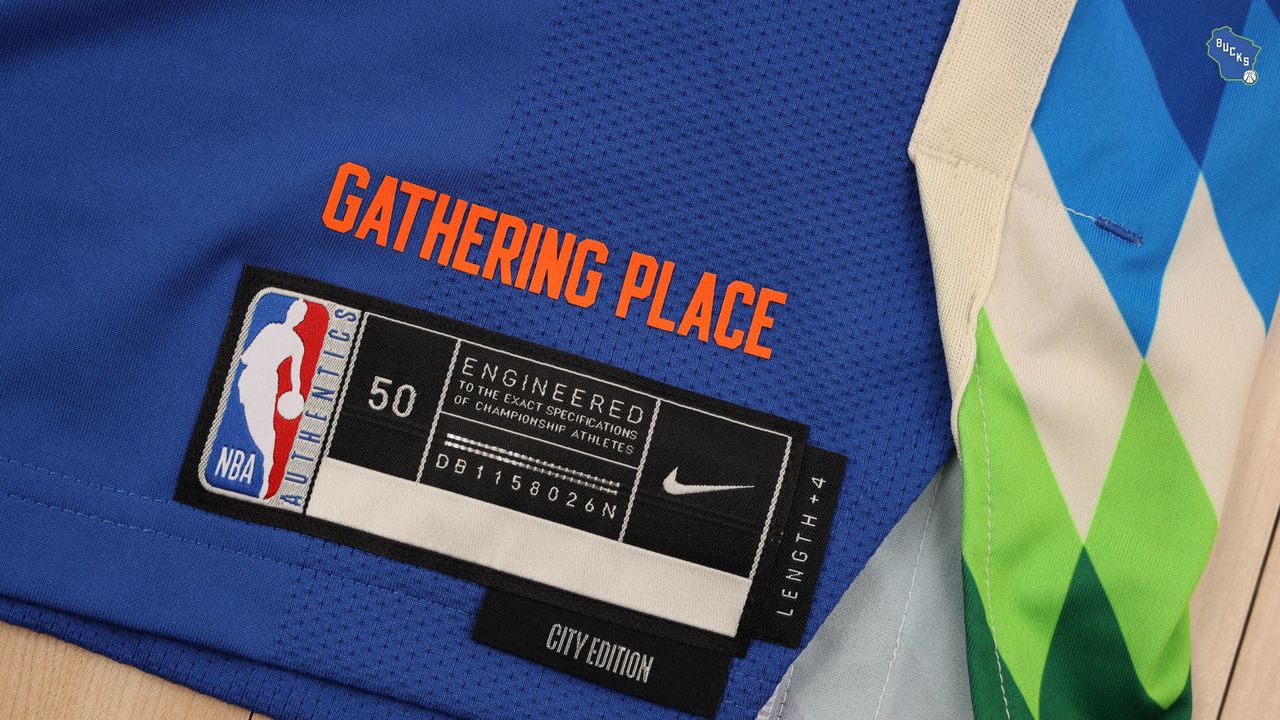 BUCKS
GATHERING PLACE
NBA
AUTHENTICS
50
ENGINEERED
TO THE EXACT SPECIFICATIONS
OF CHAMPIONSHIP ATHLETES
DB1158026N
LENGTH+4
CITY EDITION